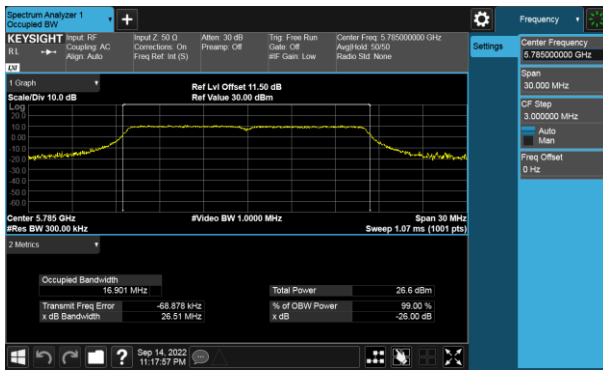 Spectrum Analyzer 1
Occupied BW
Frequency
KEYSIGHT
Input: RF
Input Z: 50 Ω
Atten: 30 dB
Trig: Free Run
Center Freq: 5.785000000 GHz
RL
Coupling: AC
Corrections: On
Preamp: Off
Gate: Off
Avg|Hold: 50/50
Align: Auto
Freq Ref: Int (S)
#IF Gain: Low
Radio Std: None
LXI
Settings
Center Frequency
5.785000000 GHz
Span
30.000 MHz
CF Step
3.000000 MHz
Auto
Man
Freq Offset
0 Hz
1 Graph
Ref Lvl Offset 11.50 dB
Scale/Div 10.0 dB
Ref Value 30.00 dBm
Log
20.0
10.0
0.00
-10.0
-20.0
-30.0
-40.0
-50.0
-60.0
Center 5.785 GHz
#Video BW 1.0000 MHz
Span 30 MHz
#Res BW 300.00 kHz
Sweep 1.07 ms (1001 pts)
2 Metrics
Occupied Bandwidth
16.901 MHz
Total Power
26.6 dBm
Transmit Freq Error
-68.878 kHz
% of OBW Power
99.00 %
x dB Bandwidth
26.51 MHz
x dB
-26.00 dB
?
Sep 14, 2022
11:17:57 PM